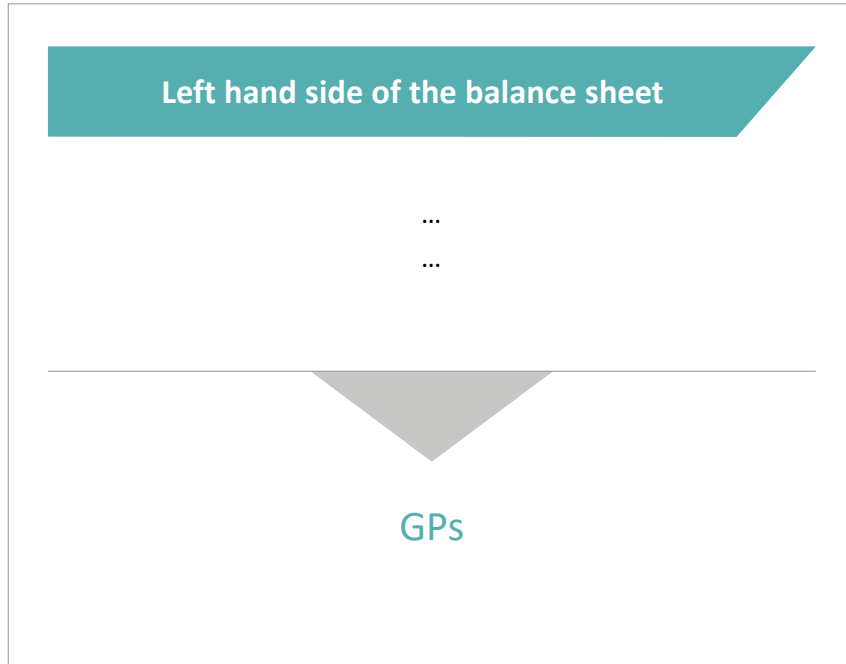 Left hand side of the balance sheet
...
...
GPs